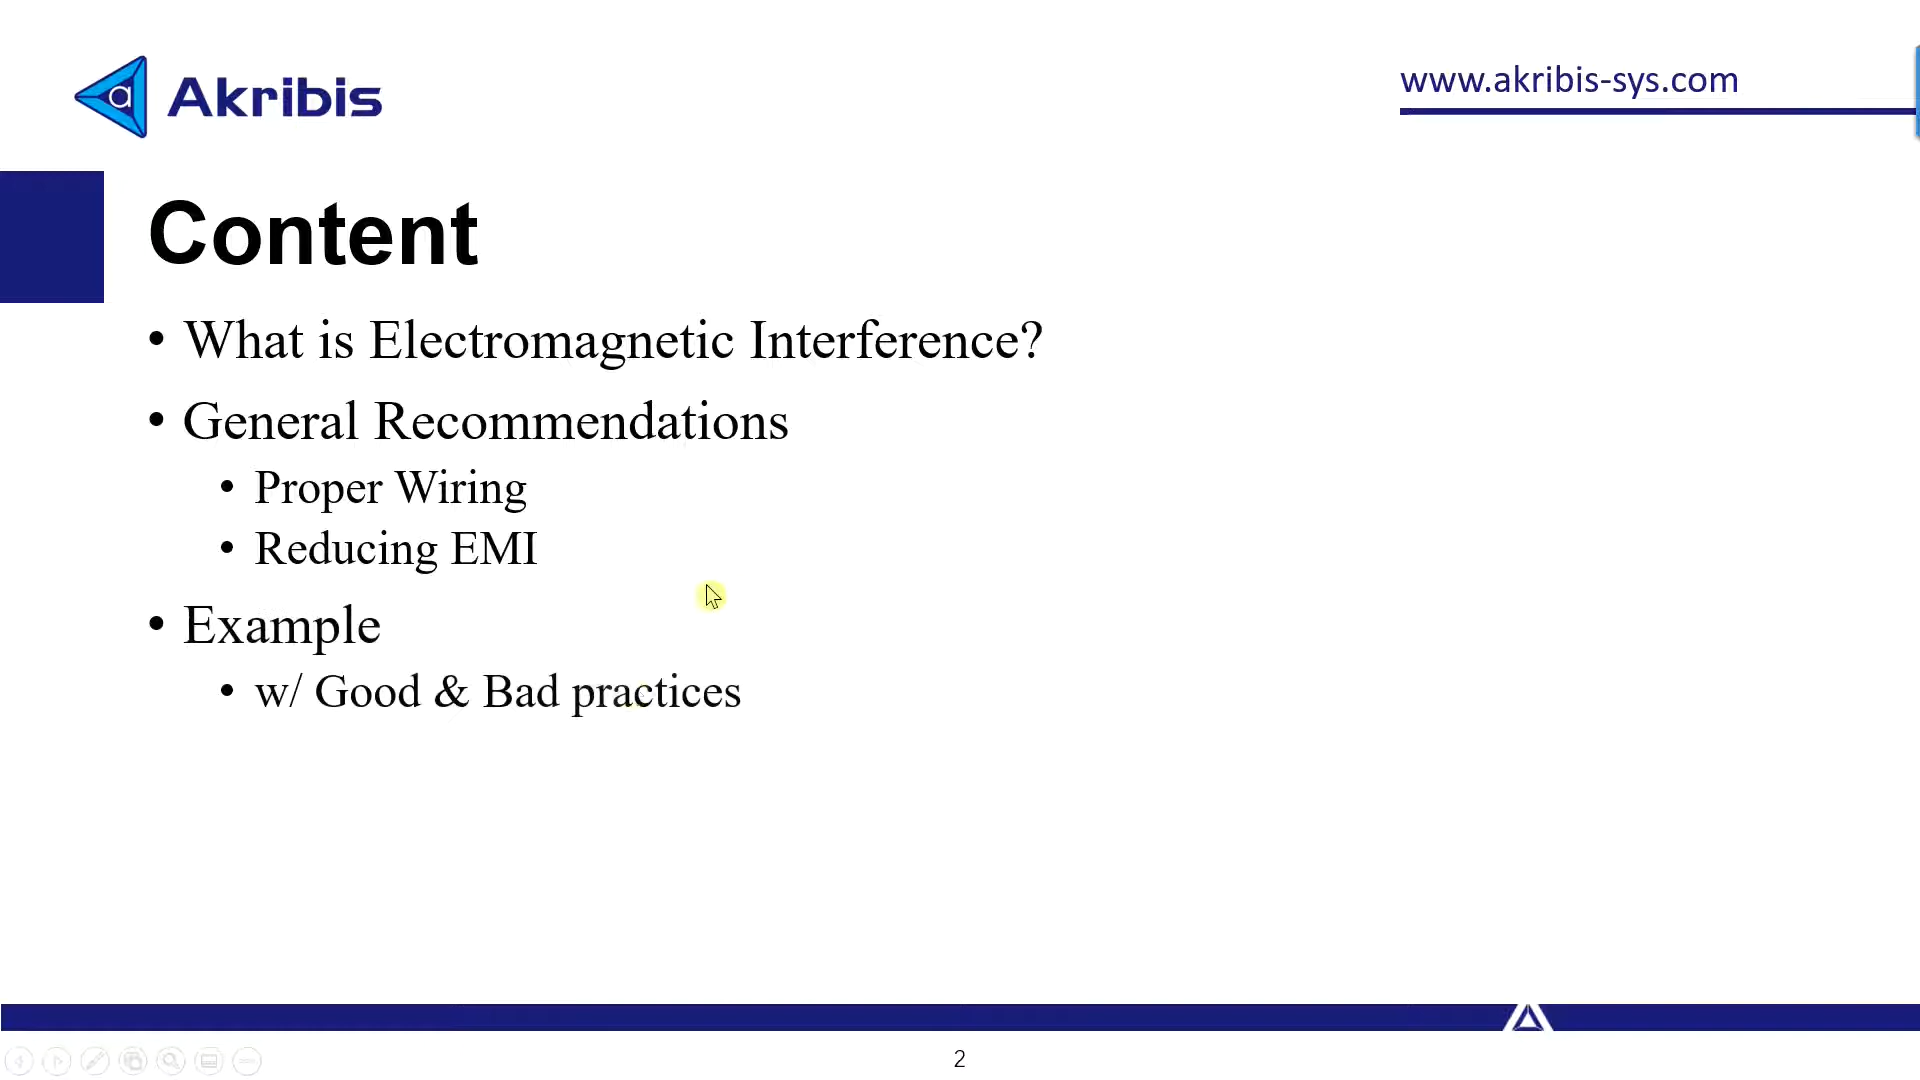 Akribis
www.akribis-sys.com
Content
• What is Electromagnetic Interference?
• General Recommendations
• Proper Wiring
• Reducing EMI
• Example
• w/ Good & Bad practices
2